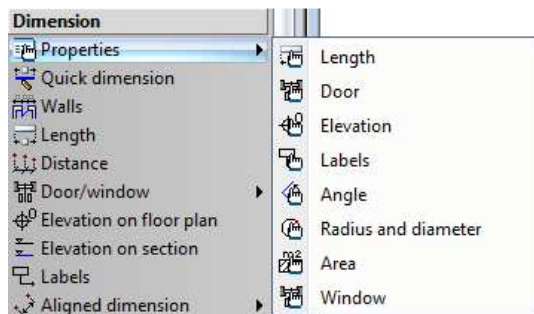 Dimension
Properties
Quick dimension
Walls
Length
Distance
Door/window
Elevation on floor plan
Elevation on section
Labels
Aligned dimension
Length
Door
Elevation
Labels
Angle
Radius and diameter
Area
Window